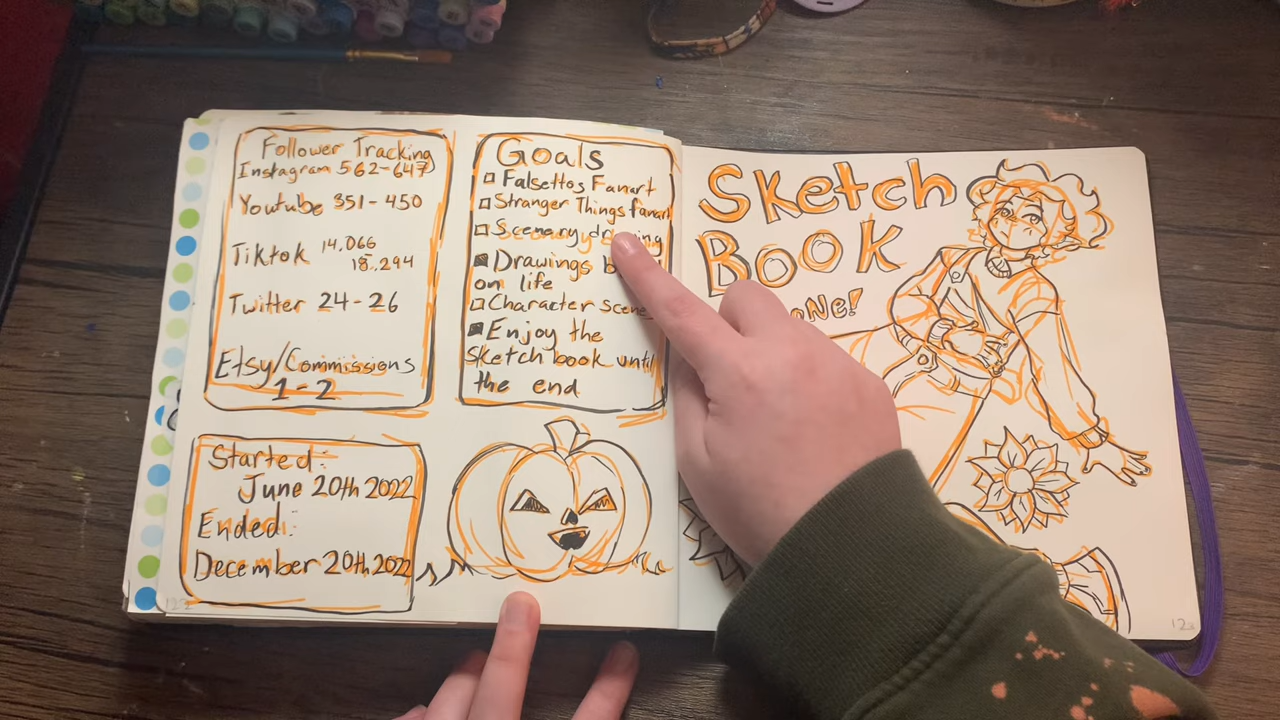 Follower Tracking
Instagram 562-647
Youtube 351-450
Tiktok 14,066
18,294
Twitter 24-26
Etsy/Commissions
1-2
Started:
June 20th 2022
Ended:
December 20th 2022
Goals
Falsettos Fanart
Stranger Things fanart
Scenery drawing
Drawings
on life
Character
Enjoy the
Sketch book until
the end
SKetch
BOOK